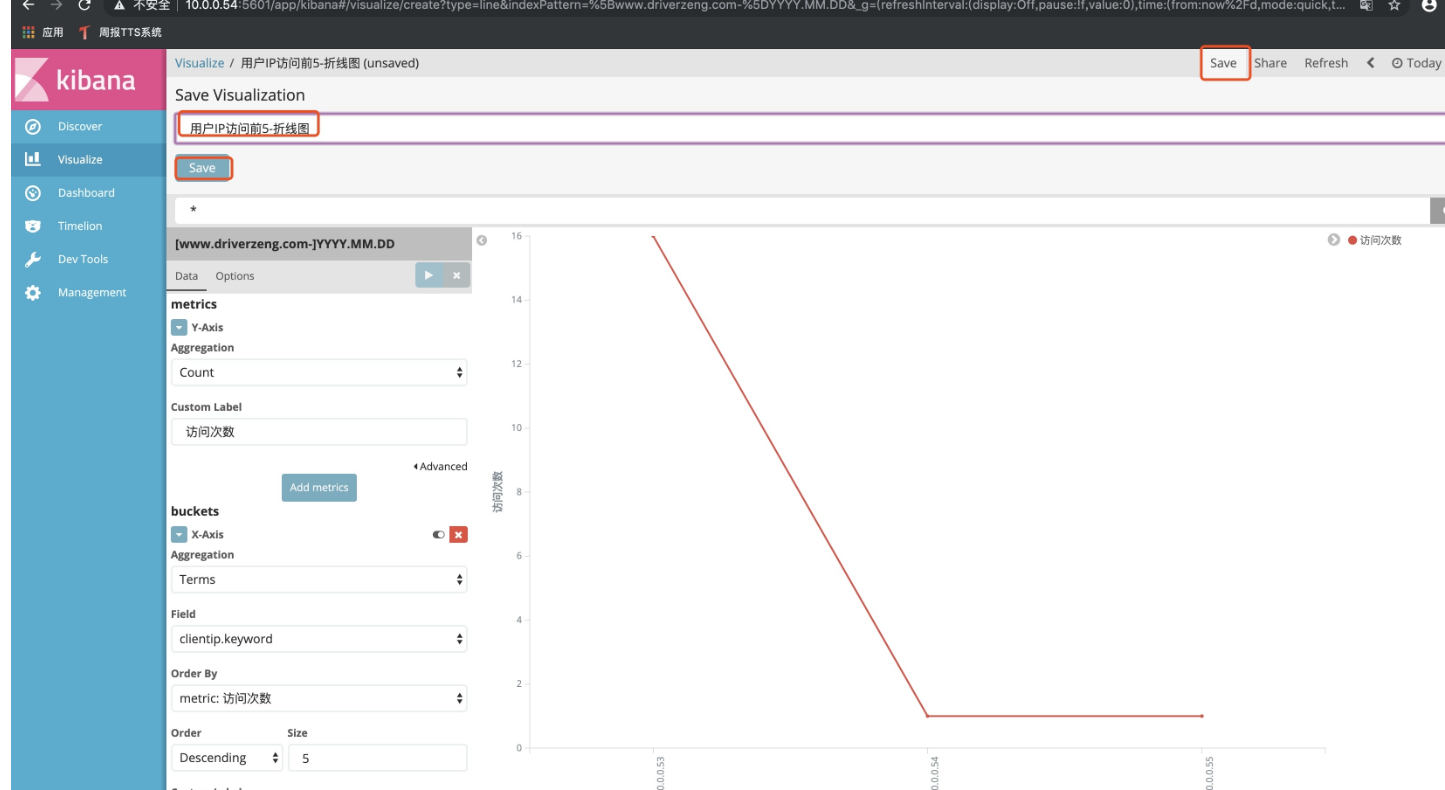 不安全 | 10.0.0.54:5601/app/kibana#/visualize/create?type=line&indexPattern=%5Bwww.driverzeng.com-%5DYYYY.MM.DD&_g=(refreshInterval:(display:Off,pause:!f,value:0),time:(from:now%2Fd,mode:quick,t...
应用 周报TTS系统
kibana
Discover
Visualize
Dashboard
Timelion
Dev Tools
Management
Visualize / 用户IP访问前5-折线图 (unsaved)
Save Share Refresh Today
Save Visualization
用户IP访问前5-折线图
Save
*
[www.driverzeng.com-]YYYY.MM.DD
Data Options
metrics
Y-Axis
Aggregation
Count
Custom Label
访问次数
Advanced
Add metrics
buckets
X-Axis
Aggregation
Terms
Field
clientip.keyword
Order By
metric: 访问次数
Order Size
Descending 5
访问次数
16
14
12
10
8
6
4
2
0
访问次数
0.0.0.53
0.0.0.54
0.0.0.55